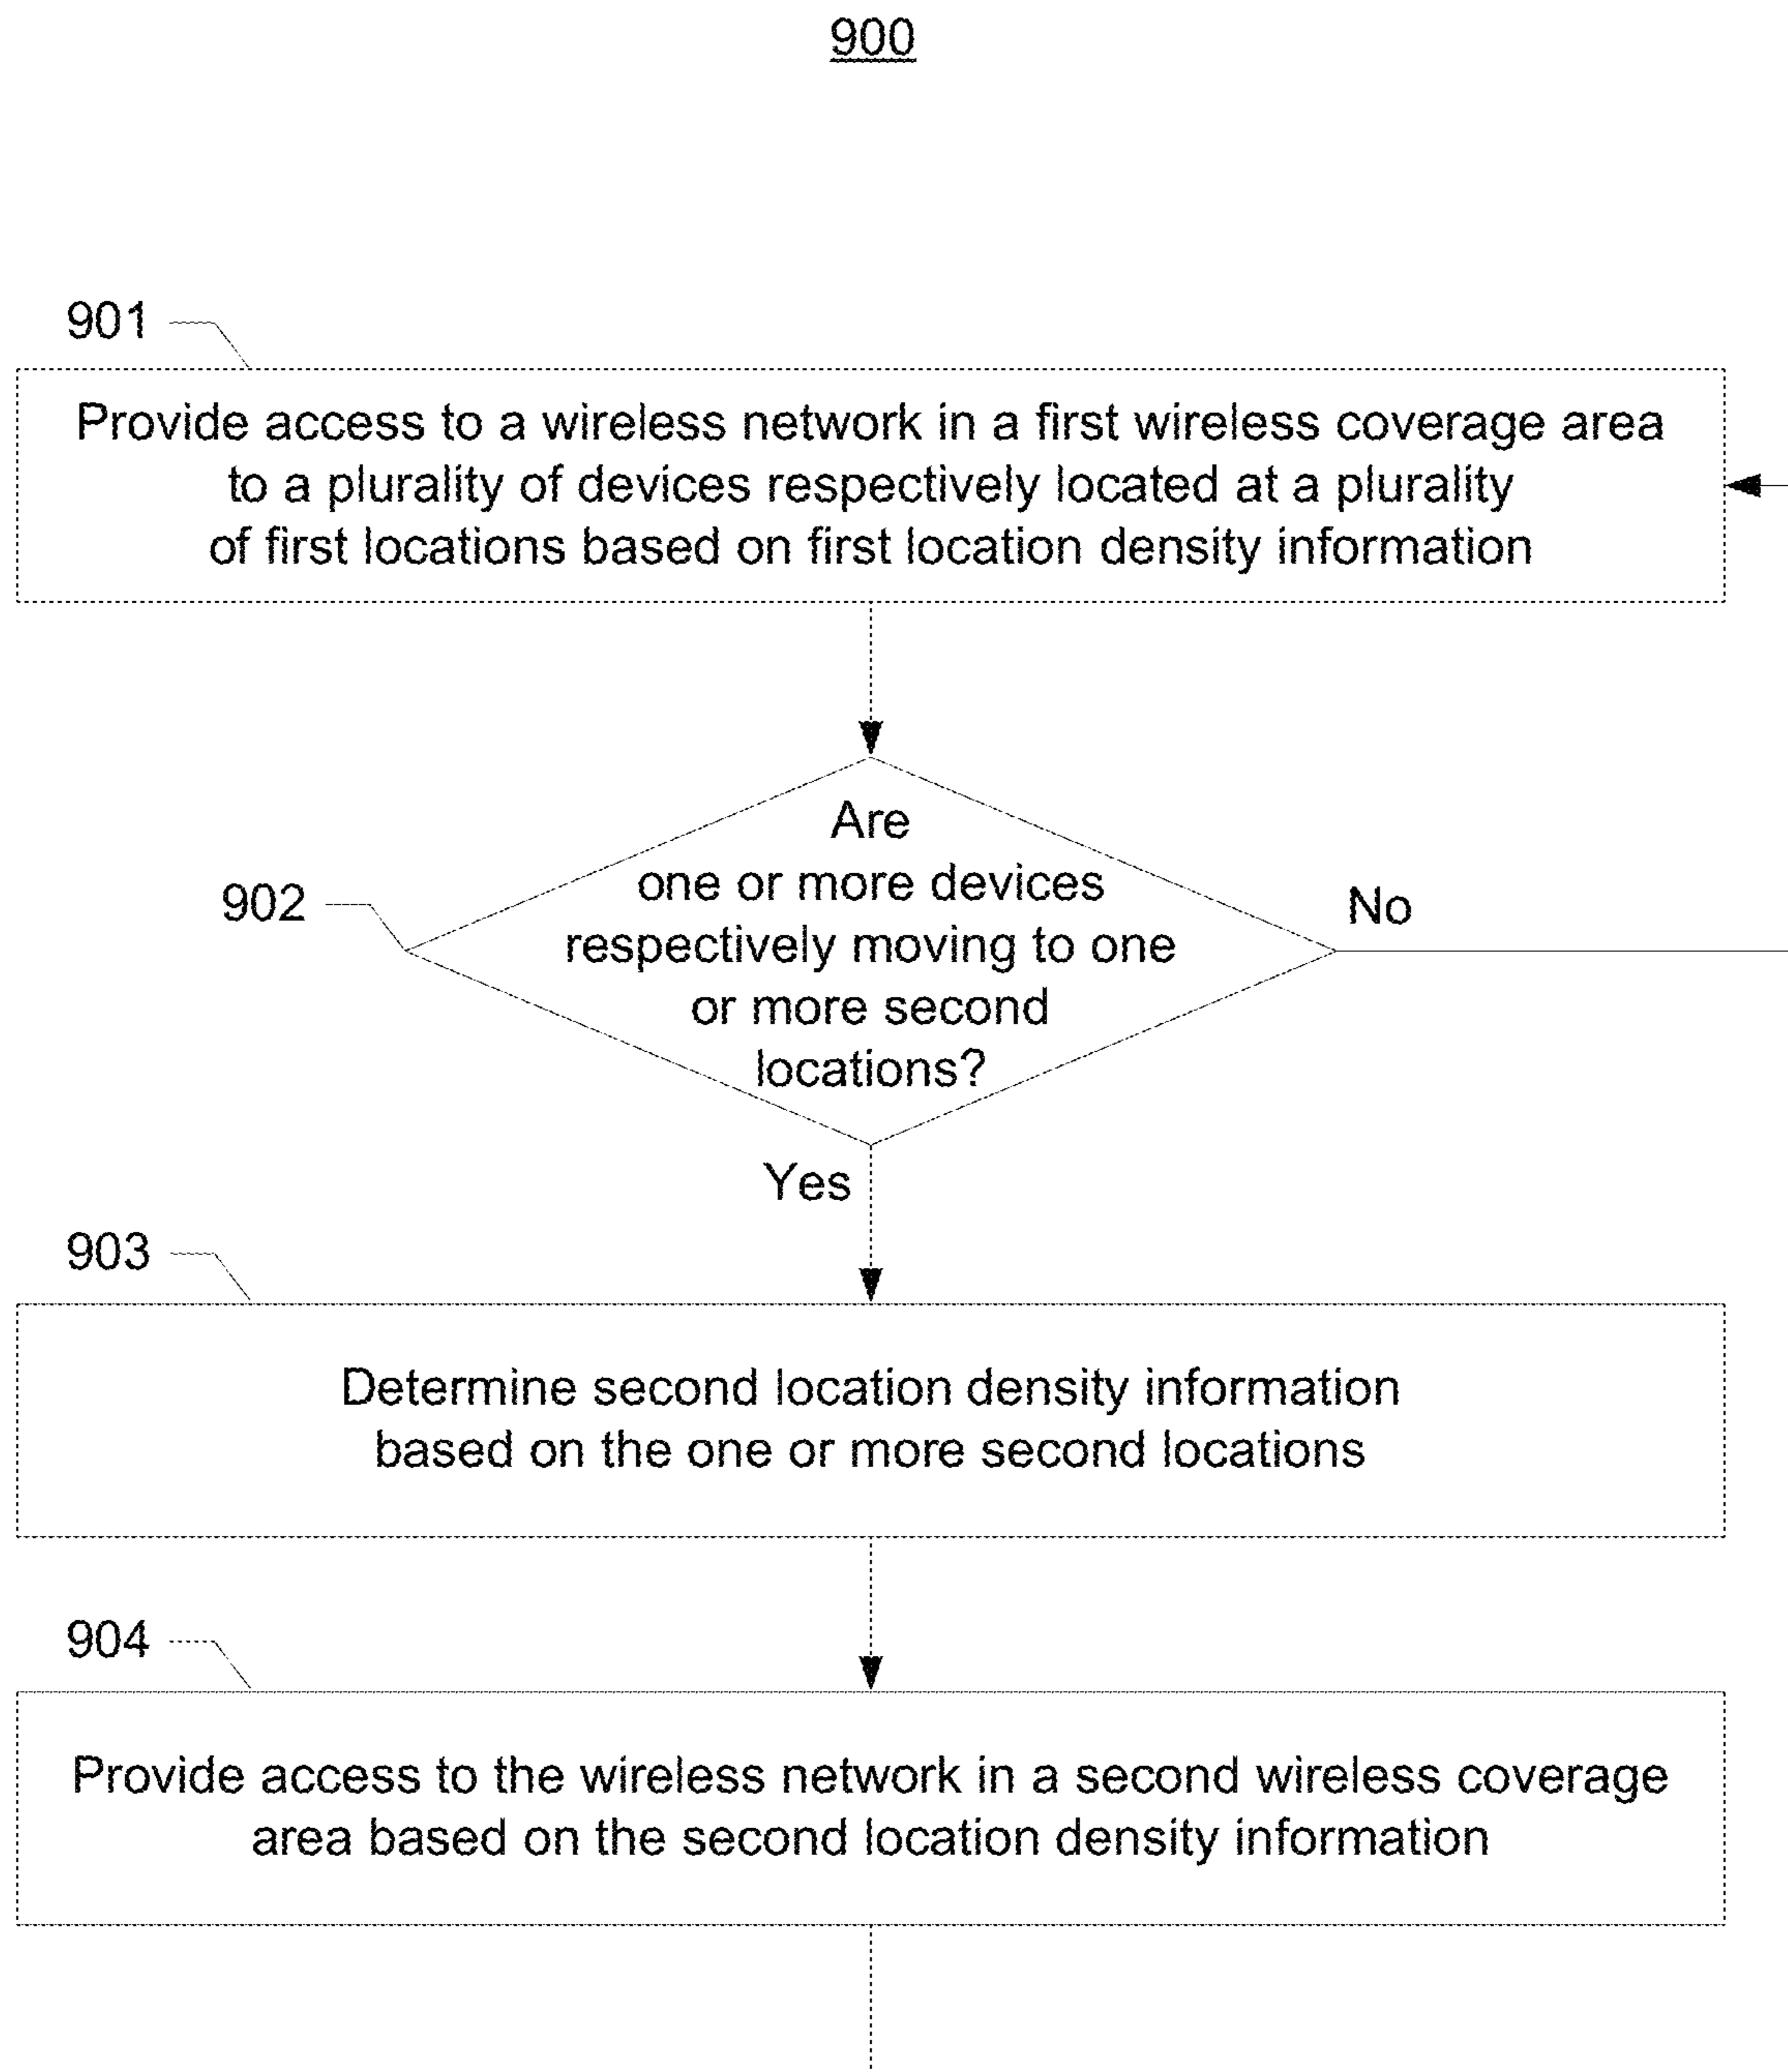 900
901
Provide access to a wireless network in a first wireless coverage area
to a plurality of devices respectively located at a plurality
of first locations based on first location density information
902
Are
one or more devices
respectively moving to one
or more second
locations?
No
Yes
903
Determine second location density information
based on the one or more second locations
904
Provide access to the wireless network in a second wireless coverage
area based on the second location density information